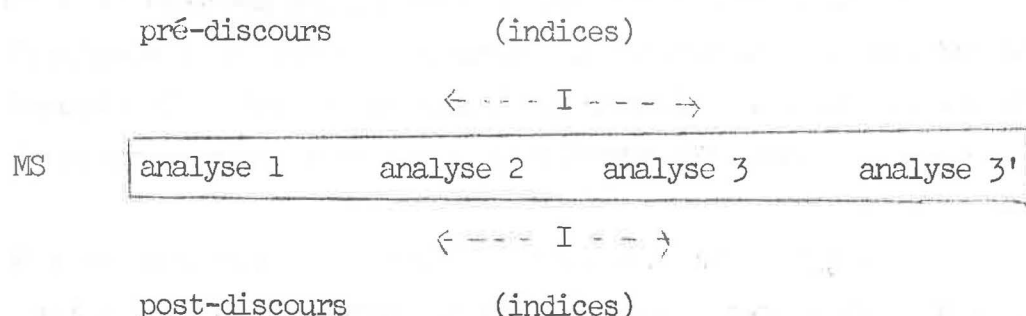 pré-discours (indices)
<--- I --->
MS analyse 1 analyse 2 analyse 3 analyse 3'
<--- I -->
post-discours (indices)